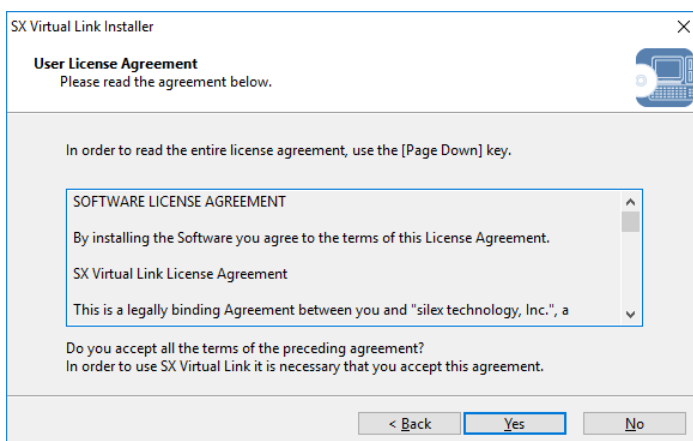 SX Virtual Link Installer
User License Agreement
Please read the agreement below.
In order to read the entire license agreement, use the [Page Down] key.
SOFTWARE LICENSE AGREEMENT
By installing the Software you agree to the terms of this License Agreement.
SX Virtual Link License Agreement
This is a legally binding Agreement between you and "silex technology, Inc.", a
Do you accept all the terms of the preceding agreement?
In order to use SX Virtual Link it is necessary that you accept this agreement.
< Back Yes No